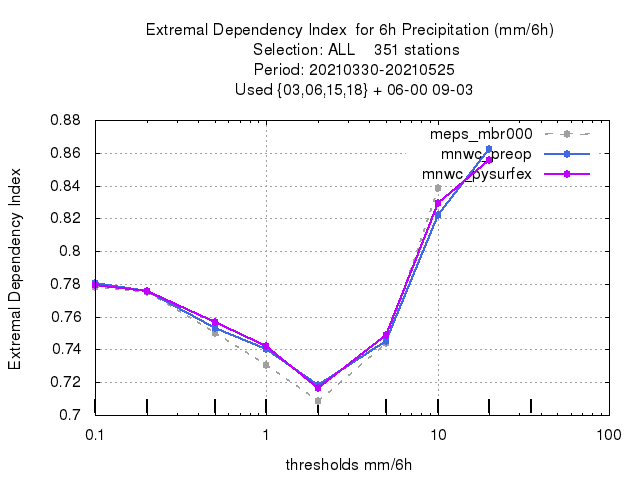 Extremal Dependency Index  for 6h Precipitation (mm/6h)
Selection: ALL    351 stations
Period: 20210330-20210525
Used {03,06,15,18} + 06-00 09-03
0.88
0.86
0.84
0.82
0.8
0.78
0.76
0.74
0.72
0.7
Extremal Dependency Index
meps_mbr000
mnwc_preop
mnwc_pysurfex
0.1 1 10 100
thresholds mm/6h